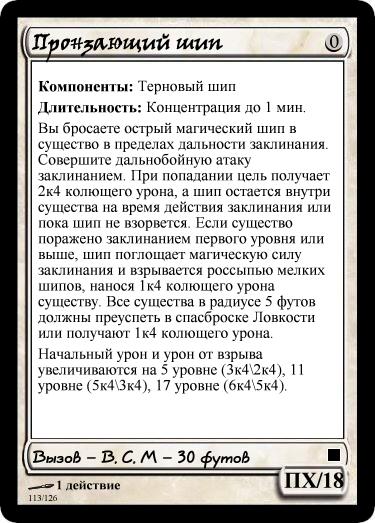 Пронзающий шип 0
Компоненты: Терновый шип
Длительность: Концентрация до 1 мин.
Вы бросаете острый магический шип в
существо в пределах дальности заклинания.
Совершите дальнобойную атаку
заклинанием. При попадании цель получает
2к4 колющего урона, а шип остается внутри
существа на время действия заклинания или
пока шип не взорвется. Если существо
поражено заклинанием первого уровня или
выше, шип поглощает магическую силу
заклинания и взрывается россыпью мелких
шипов, нанося 1к4 колющего урона
существу. Все существа в радиусе 5 футов
должны преуспеть в спасброске Ловкости
или получают 1к4 колющего урона.
Начальный урон и урон от взрыва
увеличиваются на 5 уровне (3к4\2к4), 11
уровне (5к4\3к4), 17 уровне (6к4\5к4).
Вызов – В, С, М – 30 футов
1 действие
ПХ/18
113/126